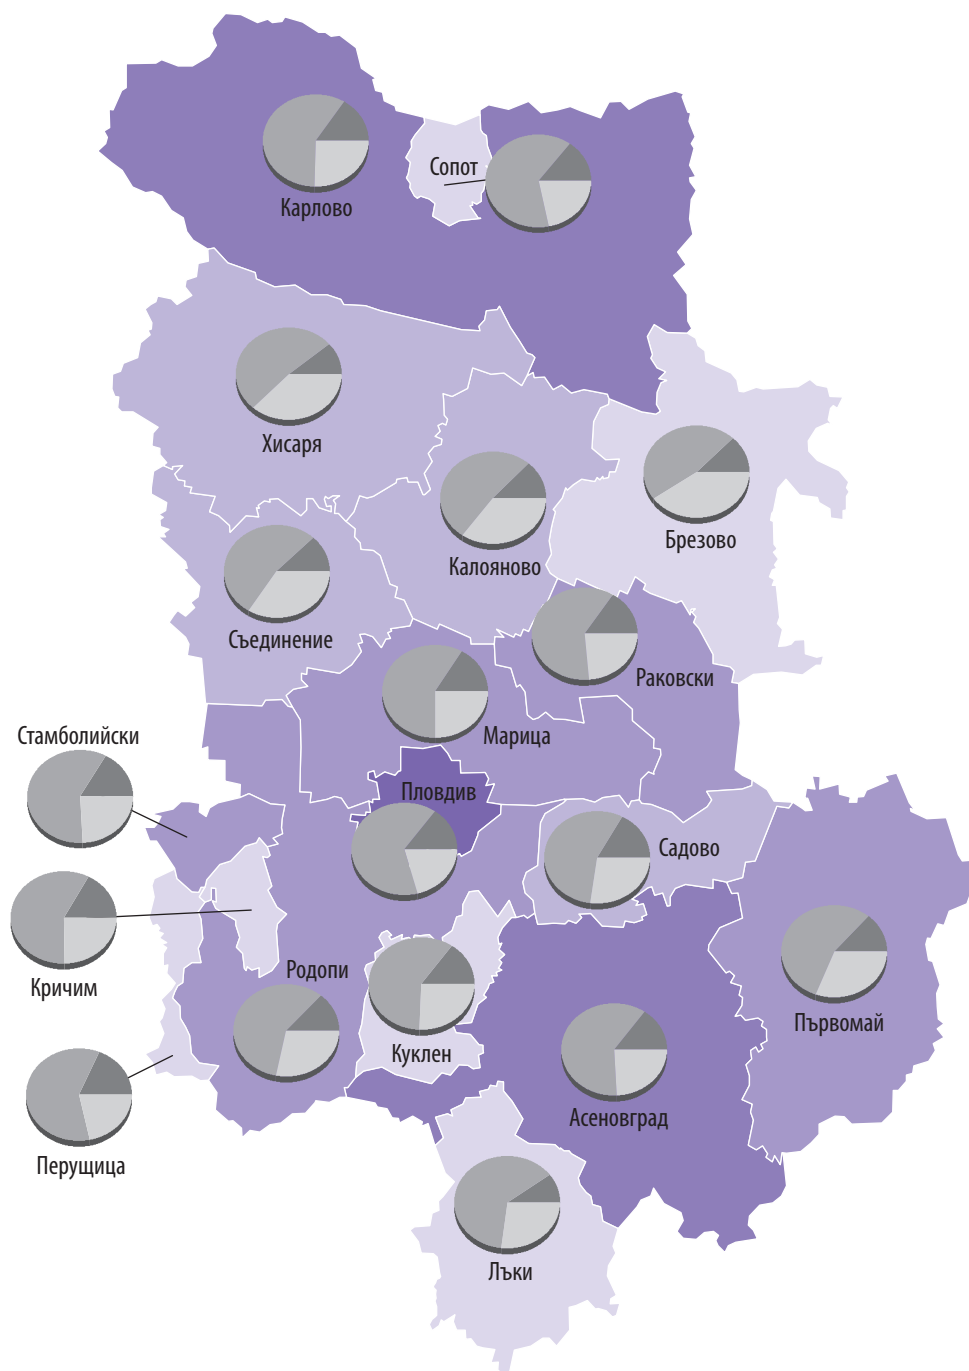 Сопот
Карлово
Хисаря
Брезово
Калояново
Съединение
Раковски
Стамболийски
Марица
Пловдив
Садово
Родопи
Кричим
Първомай
Куклен
Асеновград
Перущица
Лъки